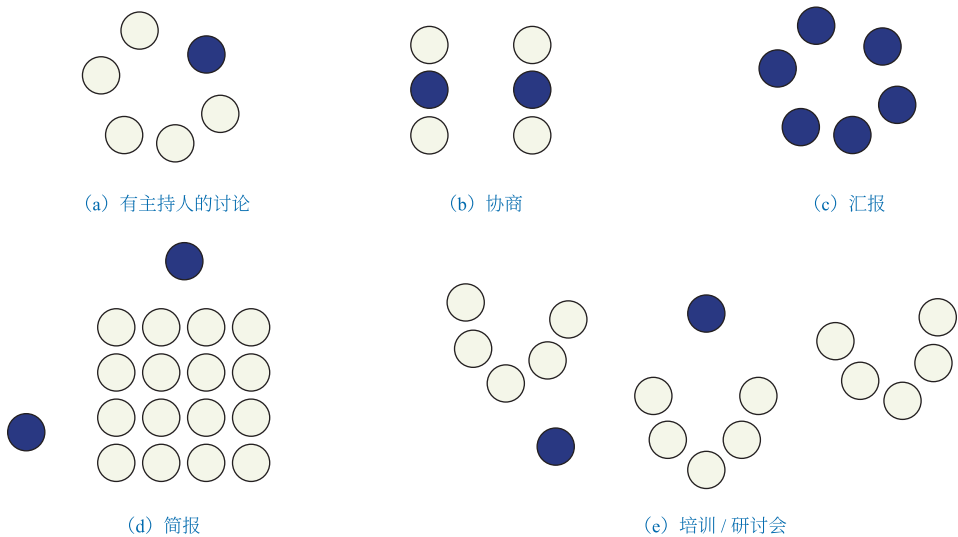 （a）有主持人的讨论
（b）协商
（c）汇报
（d）简报
（e）培训 / 研讨会